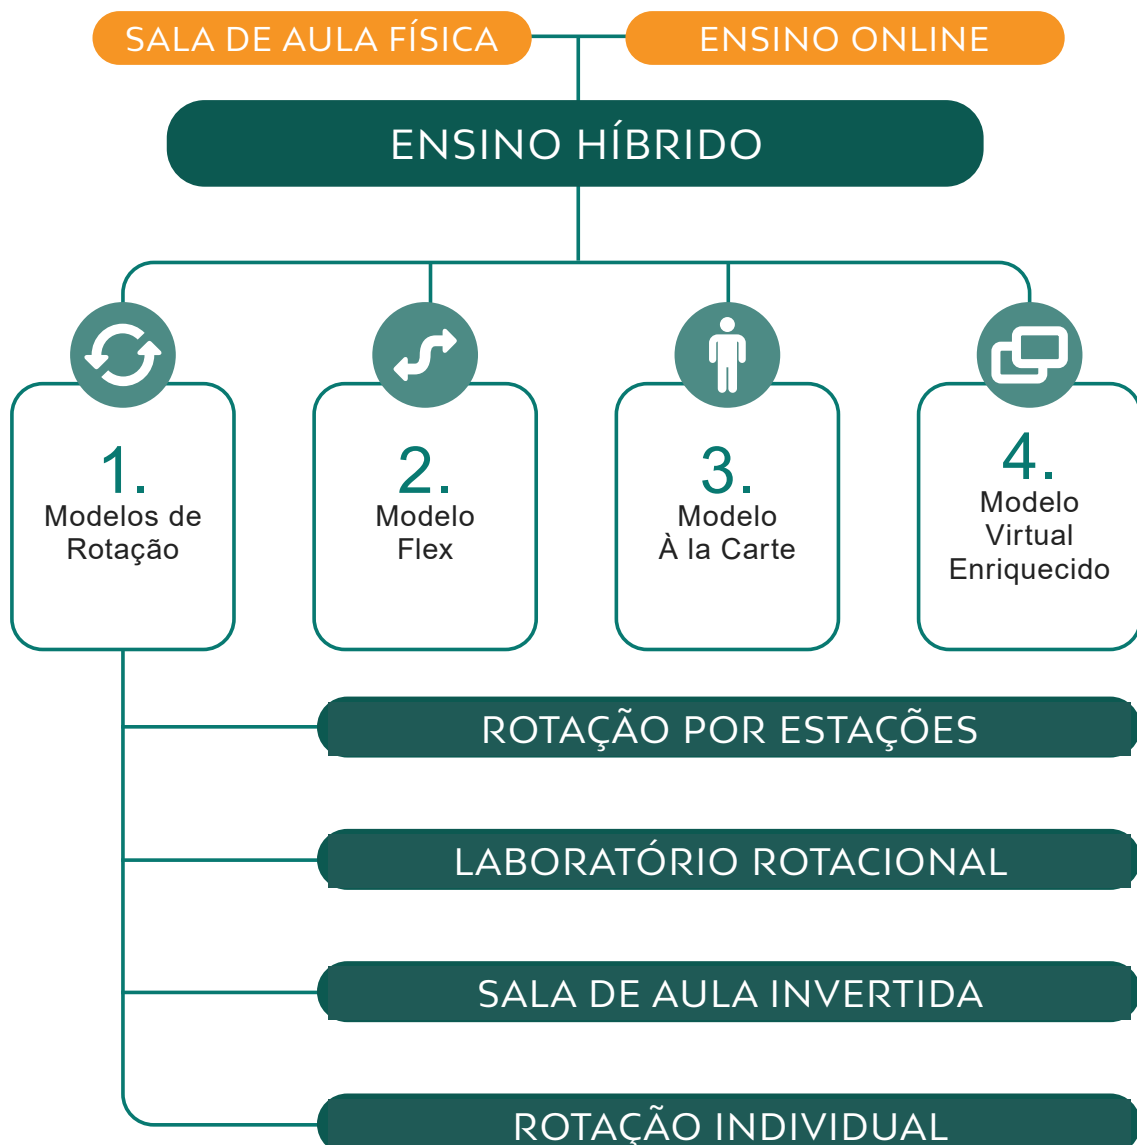 SALA DE AULA FÍSICA
ENSINO ONLINE
ENSINO HÍBRIDO
1.
Modelos de
Rotação
2.
Modelo
Flex
3.
Modelo
À la Carte
4.
Modelo
Virtual
Enriquecido
ROTAÇÃO POR ESTAÇÕES
LABORATÓRIO ROTACIONAL
SALA DE AULA INVERTIDA
ROTAÇÃO INDIVIDUAL